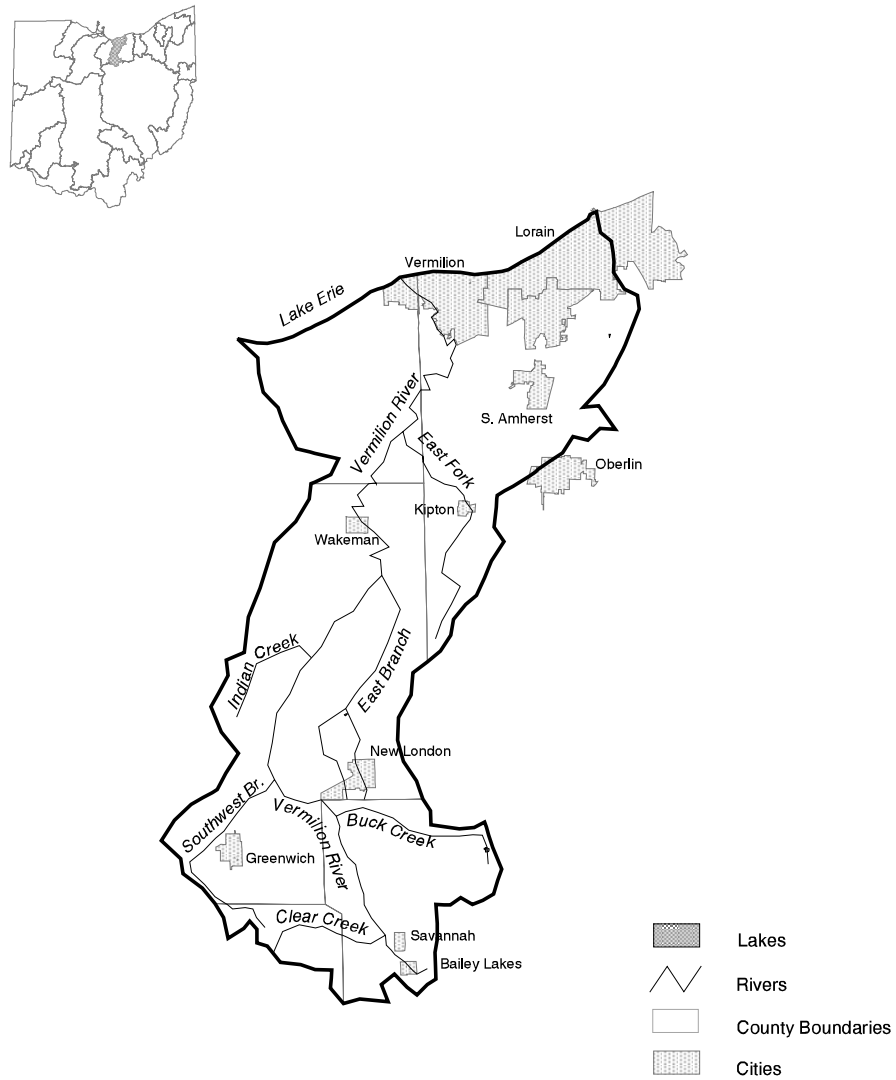 Lorain
Vermilion
Lake Erie
Vermilion River
S. Amherst
East Fork
Oberlin
Kipton
Wakeman
Indian Creek
East Branch
New London
Southwest Br.
Vermilion River
Buck Creek
Greenwich
Clear Creek
Savannah
Bailey Lakes
Lakes
Rivers
County Boundaries
Cities